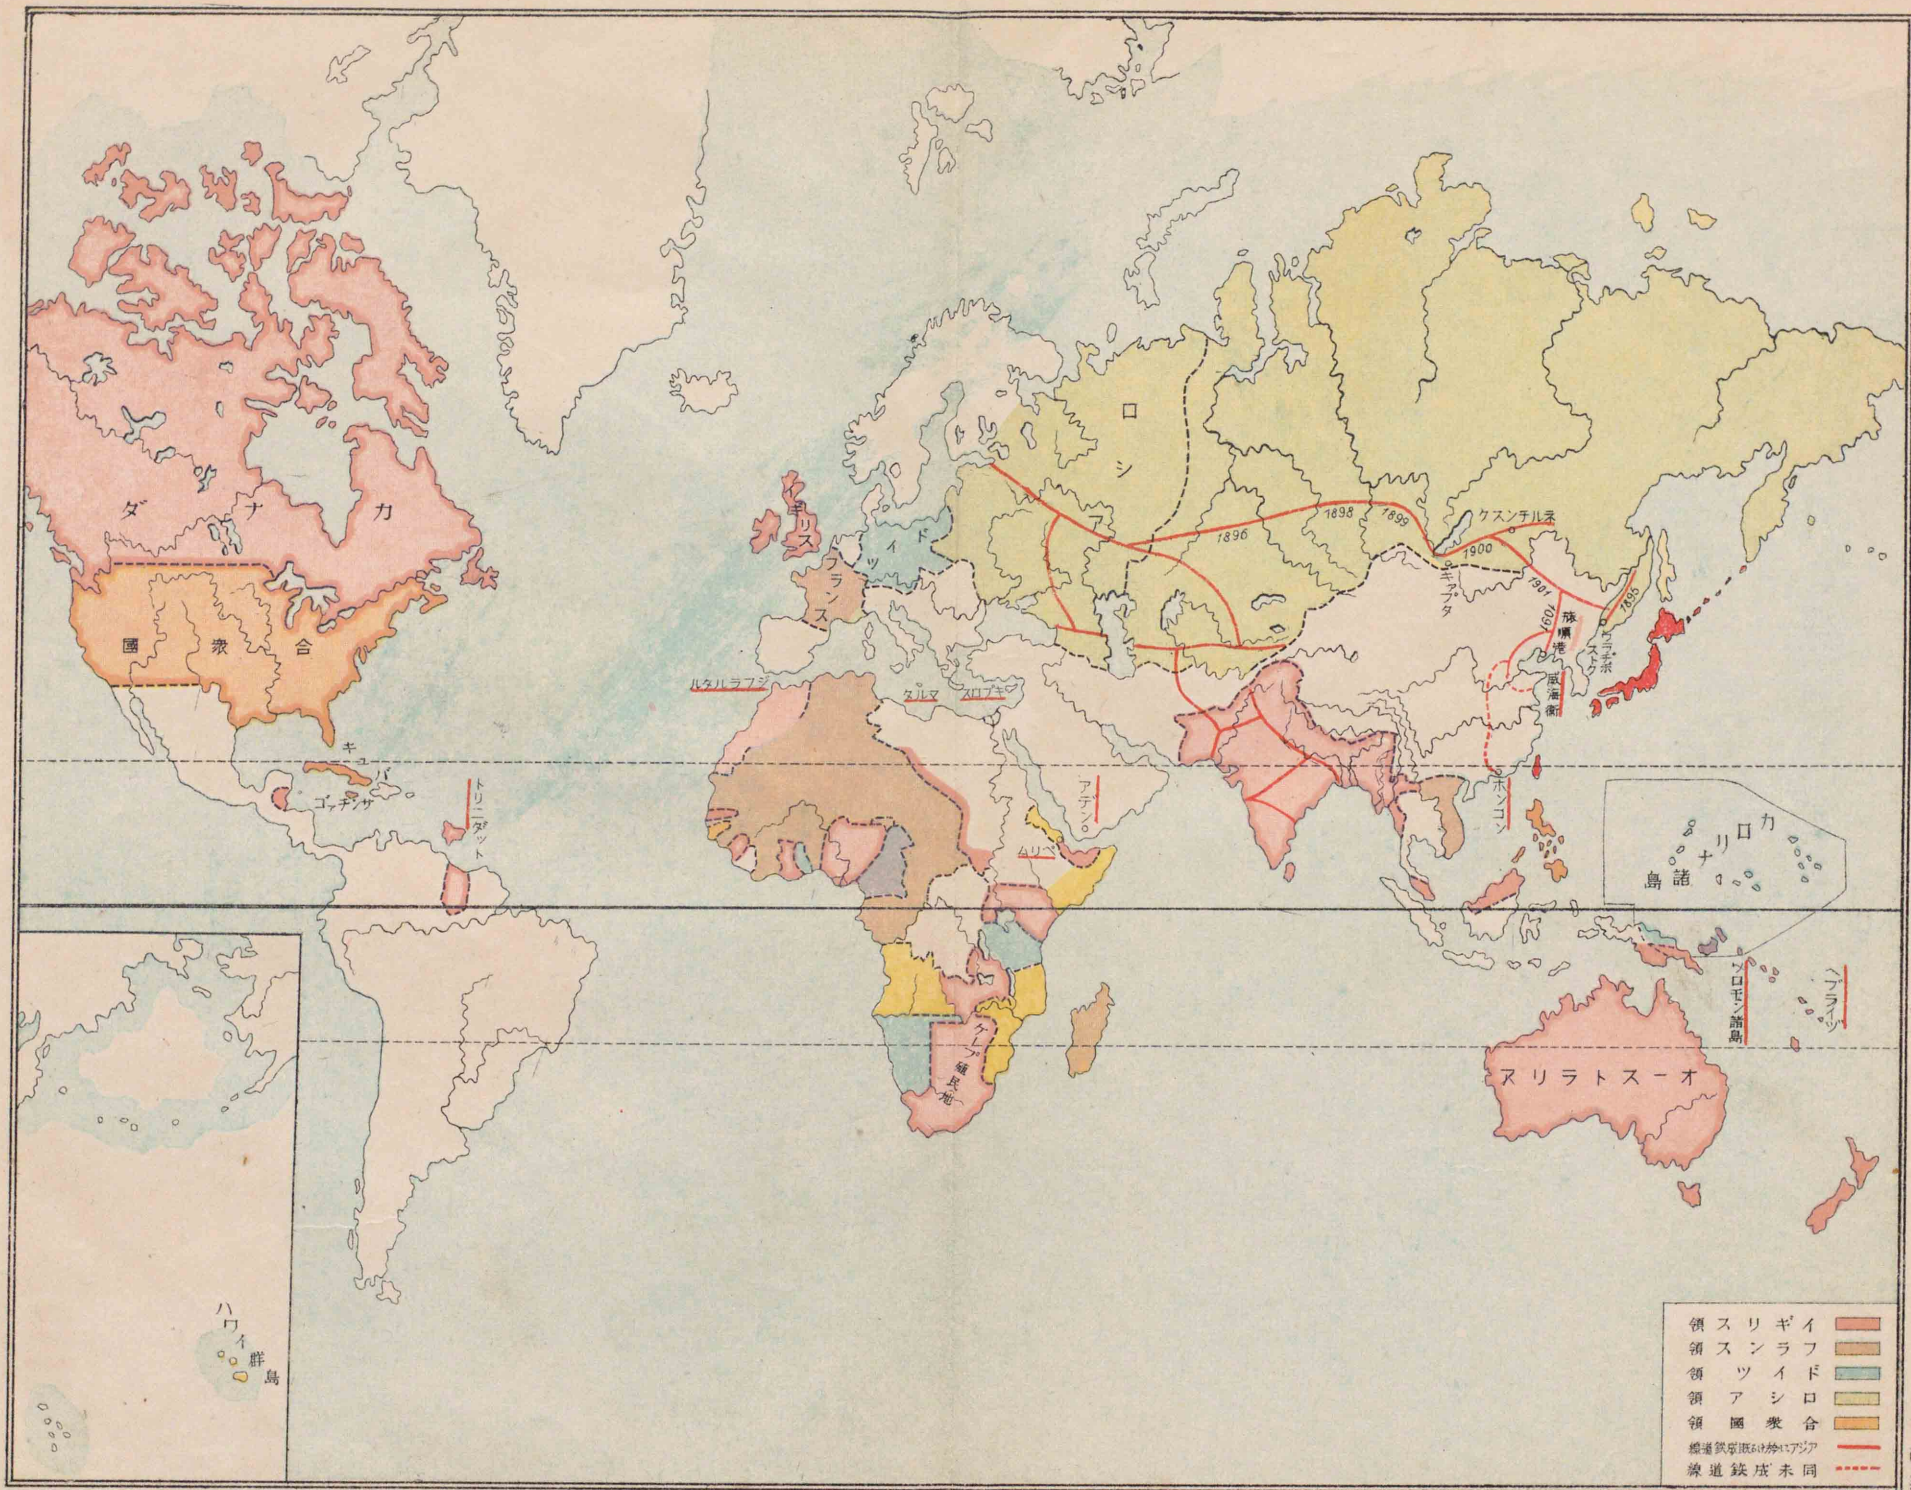 カナダ
合衆國
キューバ
サンチァゴ
トリニダット
イギリス
フランス
ドイツ
ロシア
ジブラルタル
マルタ
キプロス
アデン
ペリム
ケープ植民地
1896
1898
1899
ネルチンスク
1900
キャフタ
1901
1901
1895
旅順港
ウラヂボストク
威海衛
ホンコン
カロリナ諸島
ソロモン諸島
ヘブライヅ
オーストラリア
ハワイ群島
イギリス領
フランス領
ドイツ領
ロシア領
合衆國領
アジアに於ける既成鉄道線
同未成鉄道線